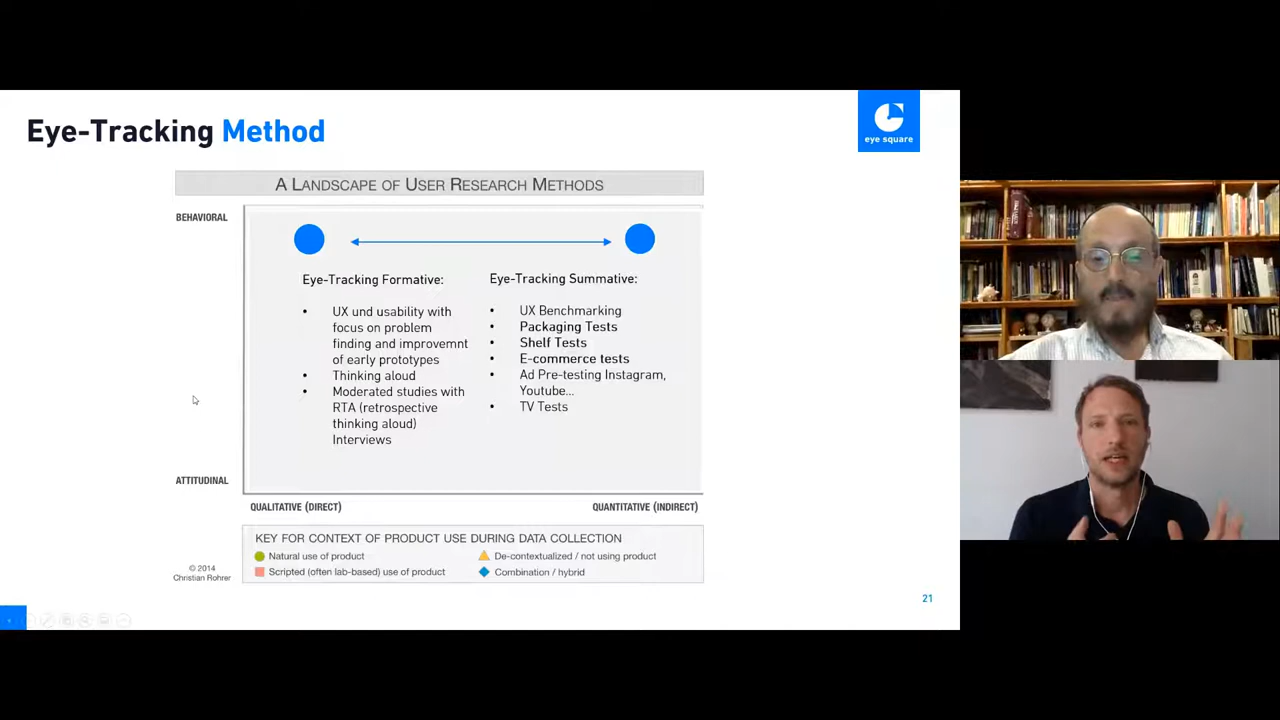 Eye-Tracking Method
eye square
A LANDSCAPE OF USER RESEARCH METHODS
BEHAVIORAL
Eye-Tracking Formative:
• UX und usability with
focus on problem
finding and improvemnt
of early prototypes
• Thinking aloud
• Moderated studies with
RTA (retrospective
thinking aloud)
Interviews
Eye-Tracking Summative:
• UX Benchmarking
• Packaging Tests
• Shelf Tests
• E-commerce tests
• Ad Pre-testing Instagram,
Youtube...
• TV Tests
ATTITUDINAL
QUALITATIVE (DIRECT)
QUANTITATIVE (INDIRECT)
KEY FOR CONTEXT OF PRODUCT USE DURING DATA COLLECTION
Natural use of product
De-contextualized / not using product
Scripted (often lab-based) use of product
Combination / hybrid
© 2014
Christian Rohrer
21